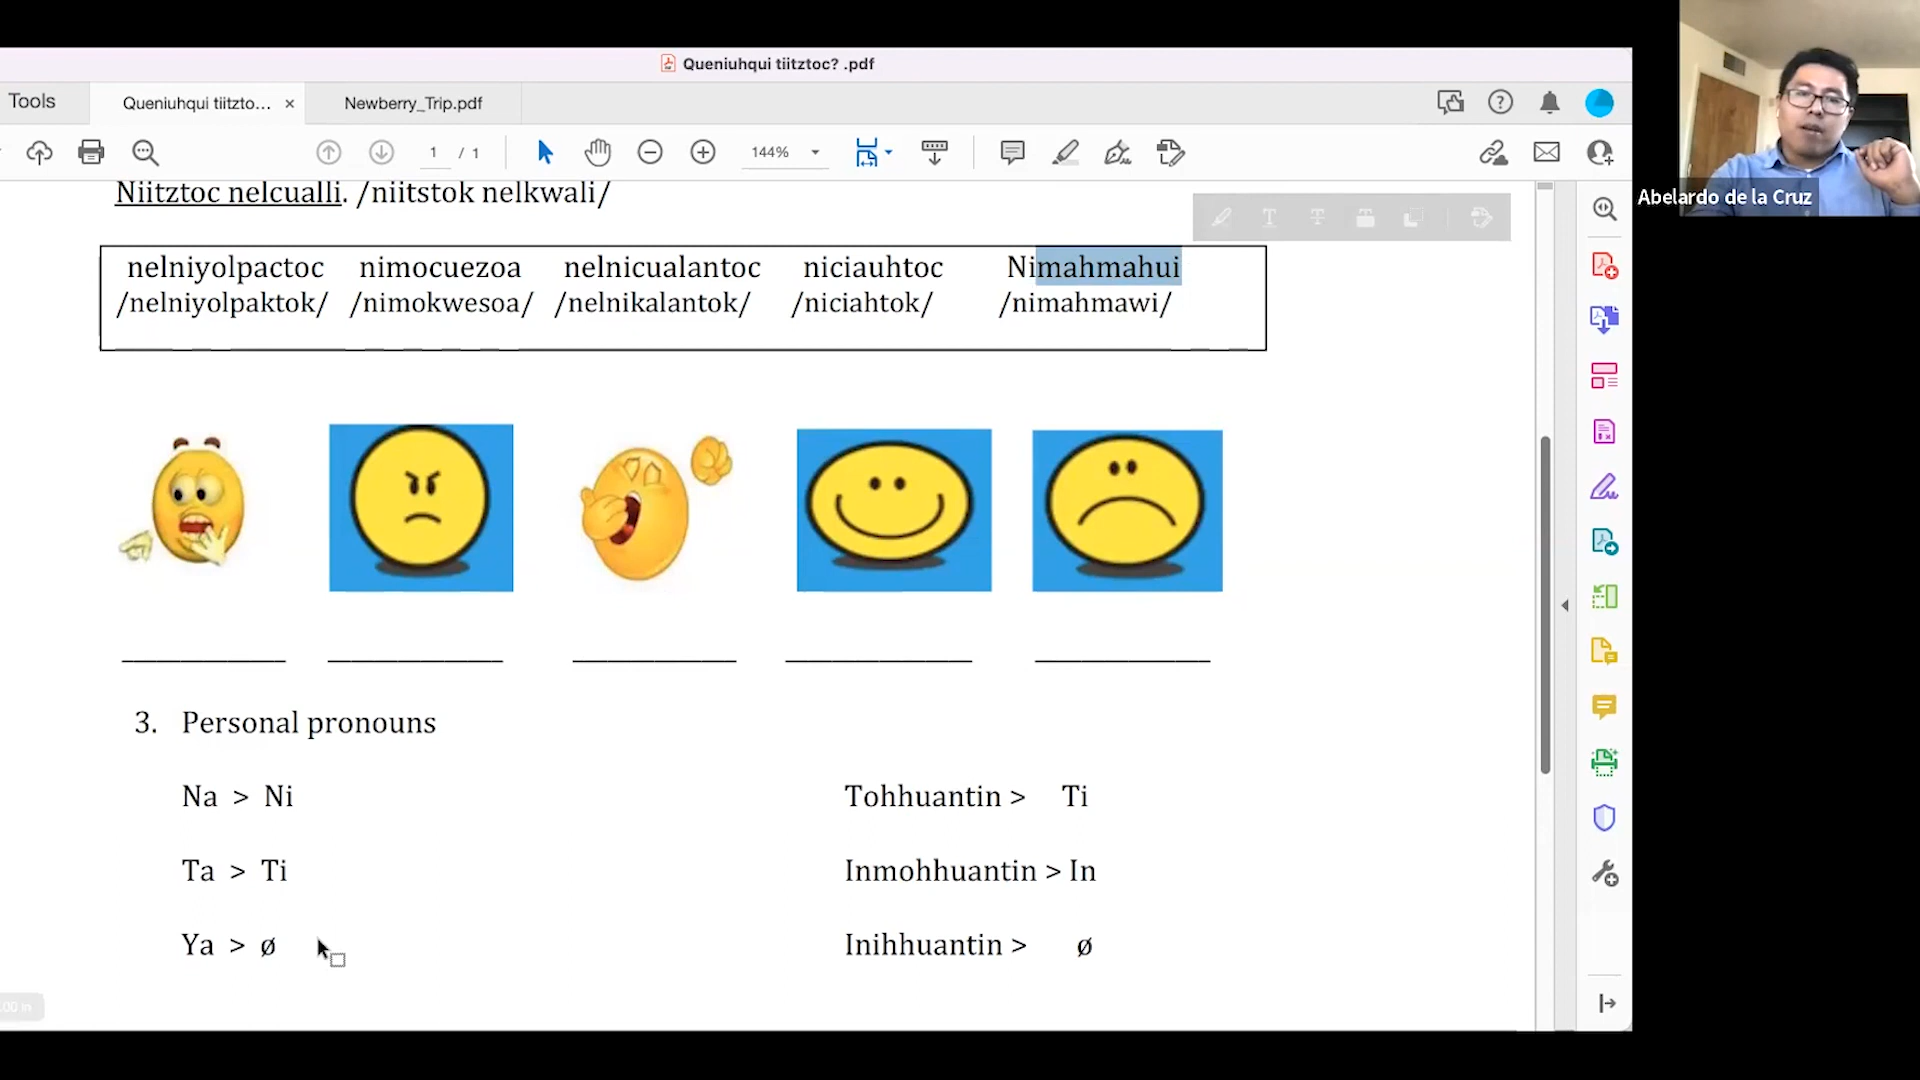 Queniuhqui tiitztoc? .pdf
Tools
Queniuhqui tiitzto... ×
Newberry_Trip.pdf
1 / 1
144%
Niitztoc nelcualli. /niitstok nelkwali/
nelniyolpactoc nimocuezoa nelnicualantoc niciauhtoc Nimahmahui
/nelniyolpaktok/ /nimokwesoa/ /nelnikalantok/ /niciahtok/ /nimahmawi/
3. Personal pronouns
Na > Ni
Tohhuantin > Ti
Ta > Ti
Inmohhuantin > In
Ya > ø
Inihhuantin > ø
Abelardo de la Cruz